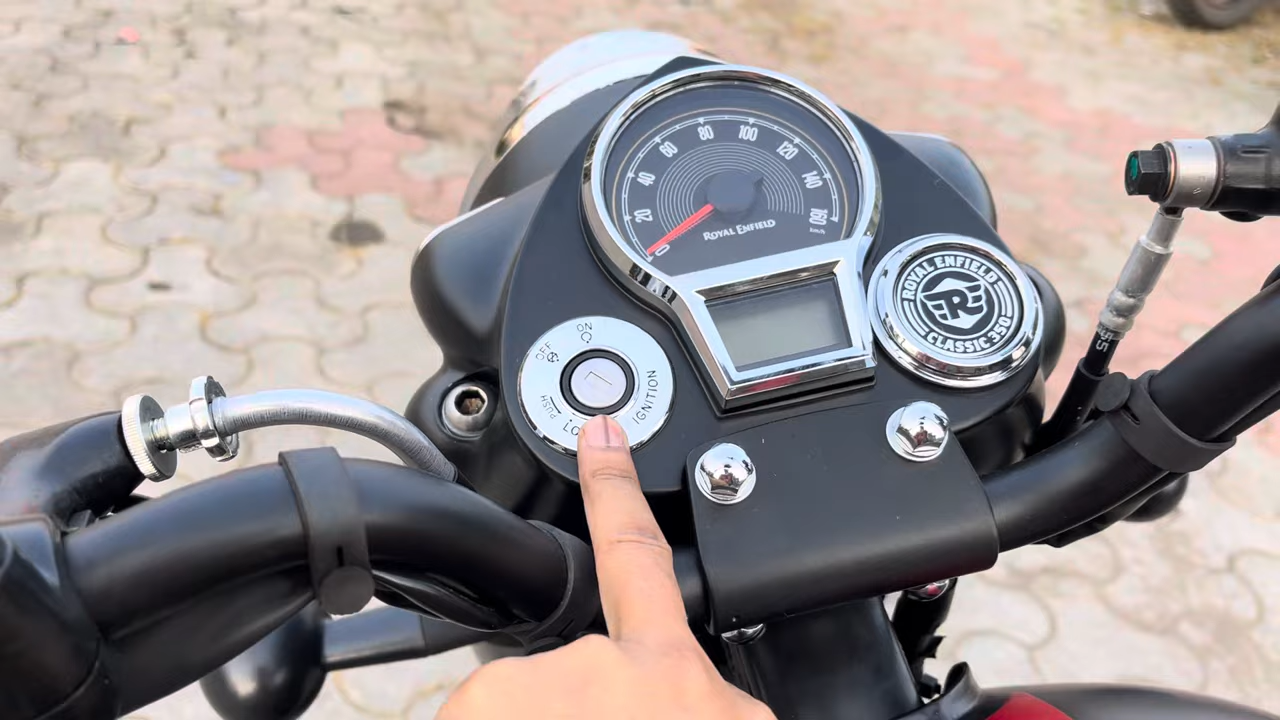 0
20
40
60
80
100
120
140
160
km/h
ROYAL ENFIELD
ROYAL ENFIELD
R
CLASSIC 350
ON
OFF
PUSH
IGNITION